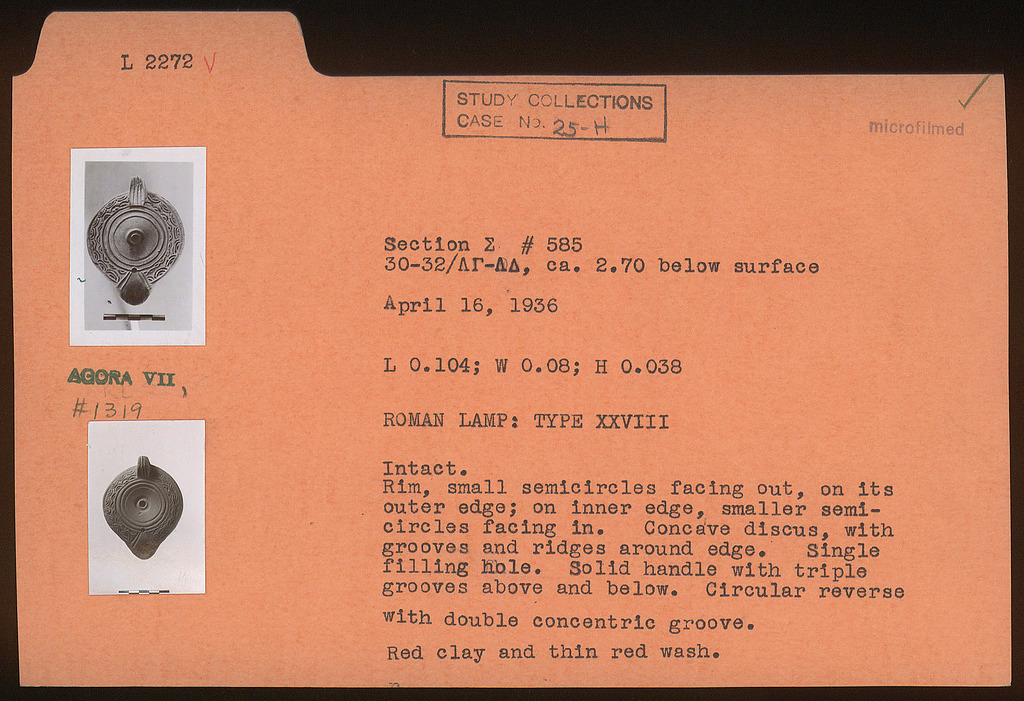 L 2272 V
STUDY COLLECTIONS
CASE No. 25-H
microfilmed
Section Σ # 585
30-32/ΛΓ-ΛΔ, ca. 2.70 below surface
April 16, 1936
L 0.104; W 0.08; H 0.038
AGORA VII,
#1319
ROMAN LAMP: TYPE XXVIII
Intact.
Rim, small semicircles facing out, on its
outer edge; on inner edge, smaller semi-
circles facing in. Concave discus, with
grooves and ridges around edge. Single
filling hole. Solid handle with triple
grooves above and below. Circular reverse
with double concentric groove.
Red clay and thin red wash.